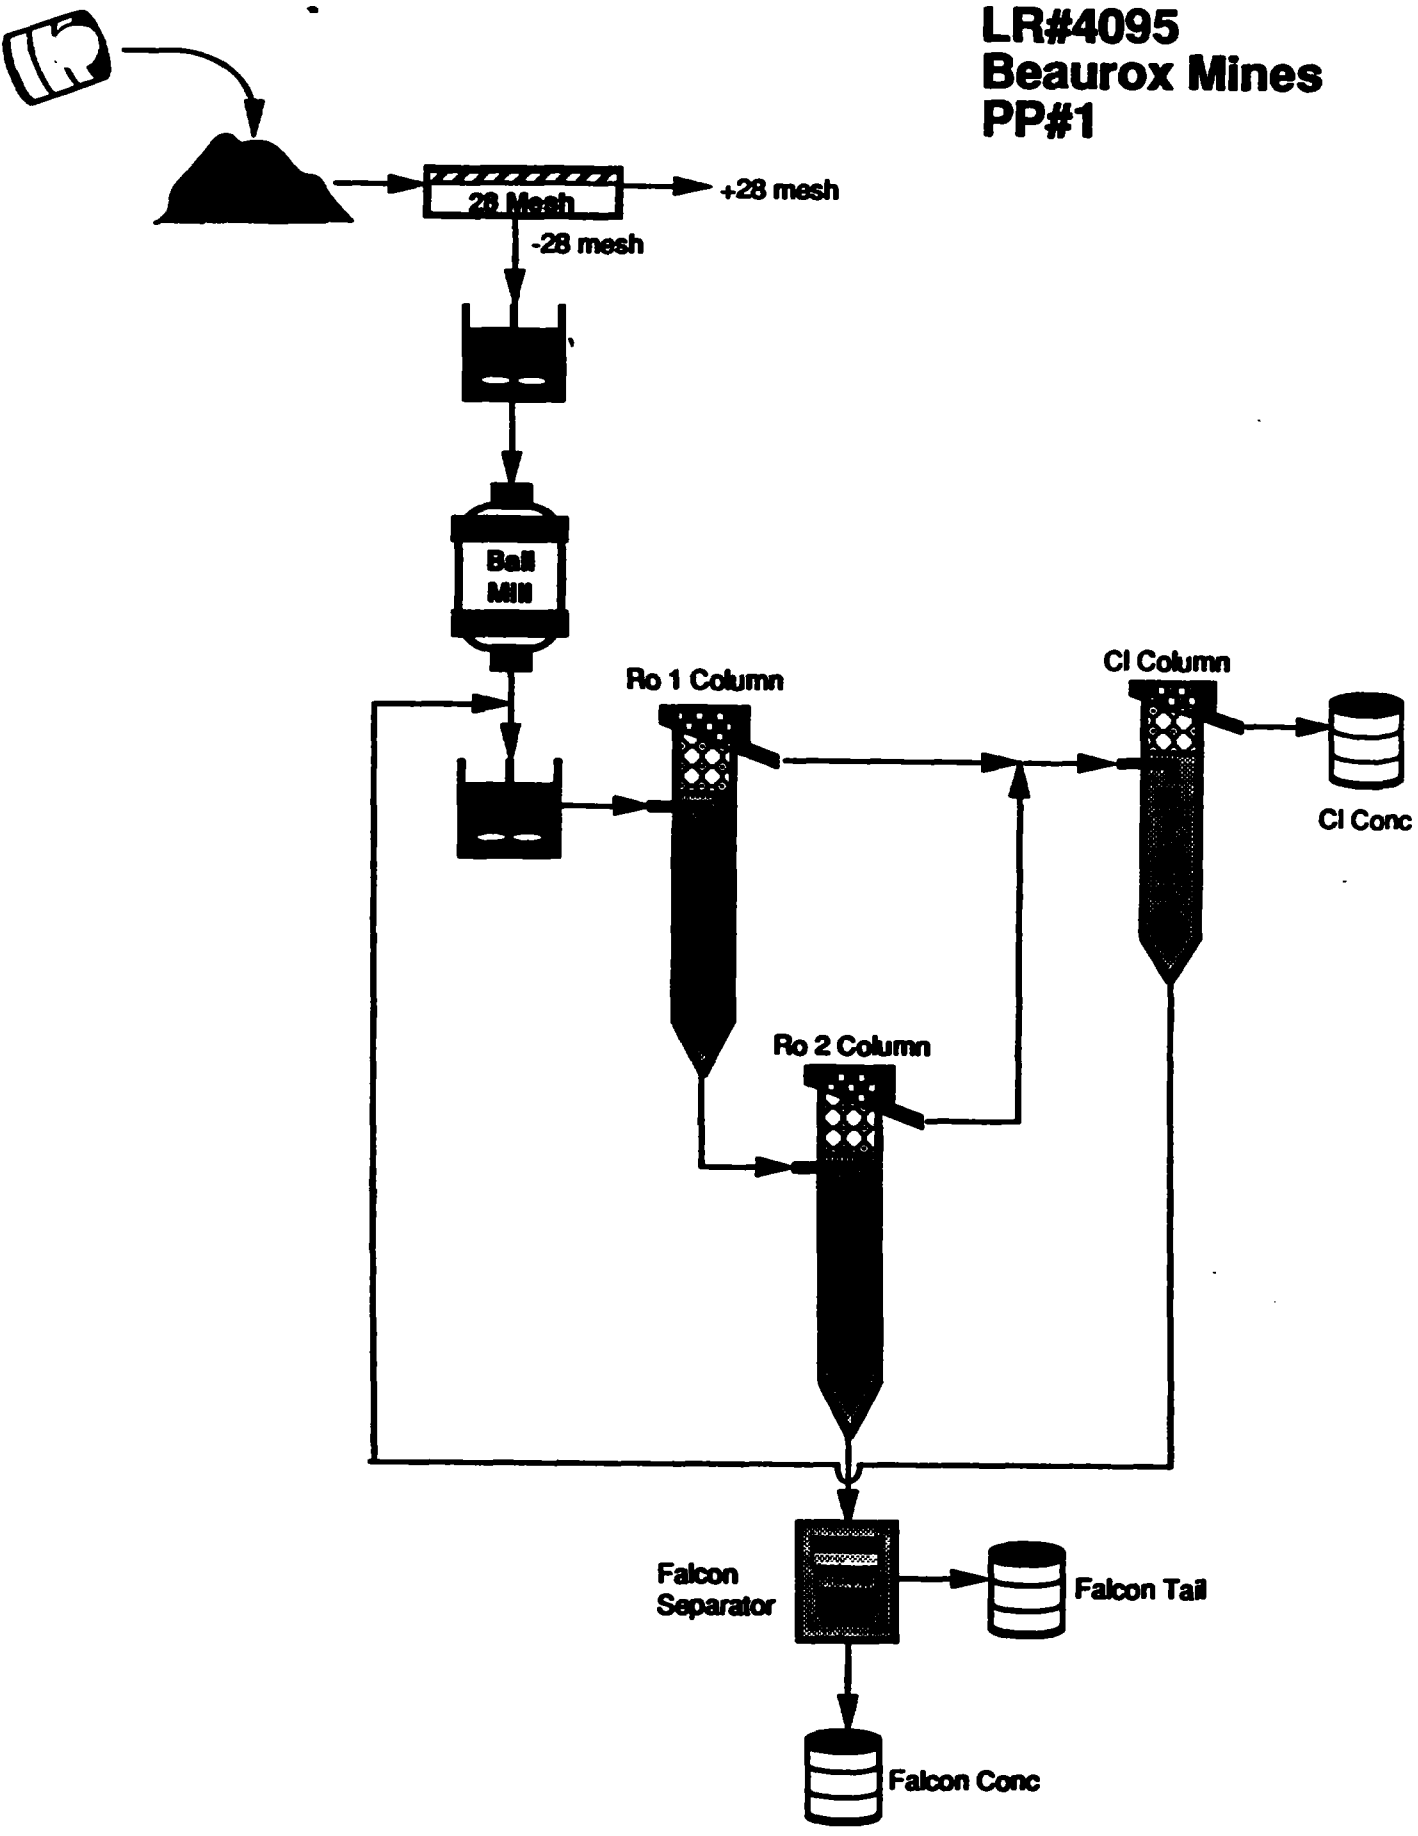 LR#4095
Beaurox Mines
PP#1
28 Mesh
+28 mesh
-28 mesh
Ball
Mill
Ro 1 Column
Cl Column
Cl Conc
Ro 2 Column
Falcon
Separator
Falcon Tail
Falcon Conc